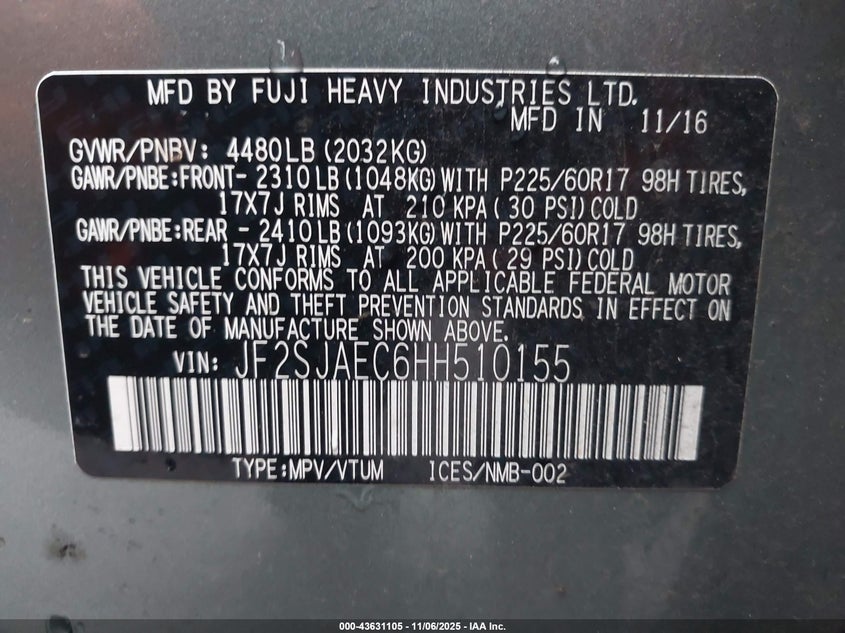 MFD BY FUJI HEAVY INDUSTRIES LTD.
MFD IN 11/16
GVWR/PNBV: 4480LB (2032KG)
GAWR/PNBE:FRONT- 2310LB (1048KG) WITH P225/60R17 98H TIRES,
17X7J RIMS AT 210 KPA ( 30 PSI) COLD
GAWR/PNBE:REAR - 2410LB (1093KG) WITH P225/60R17 98H TIRES,
17X7J RIMS AT 200 KPA ( 29 PSI) COLD
THIS VEHICLE CONFORMS TO ALL APPLICABLE FEDERAL MOTOR
VEHICLE SAFETY AND THEFT PREVENTION STANDARDS IN EFFECT ON
THE DATE OF MANUFACTURE SHOWN ABOVE.
VIN: JF2SJAEC6HH510155
TYPE:MPV/VTUM ICES/NMB-002
000-43631105 - 11/06/2025 - IAA Inc.